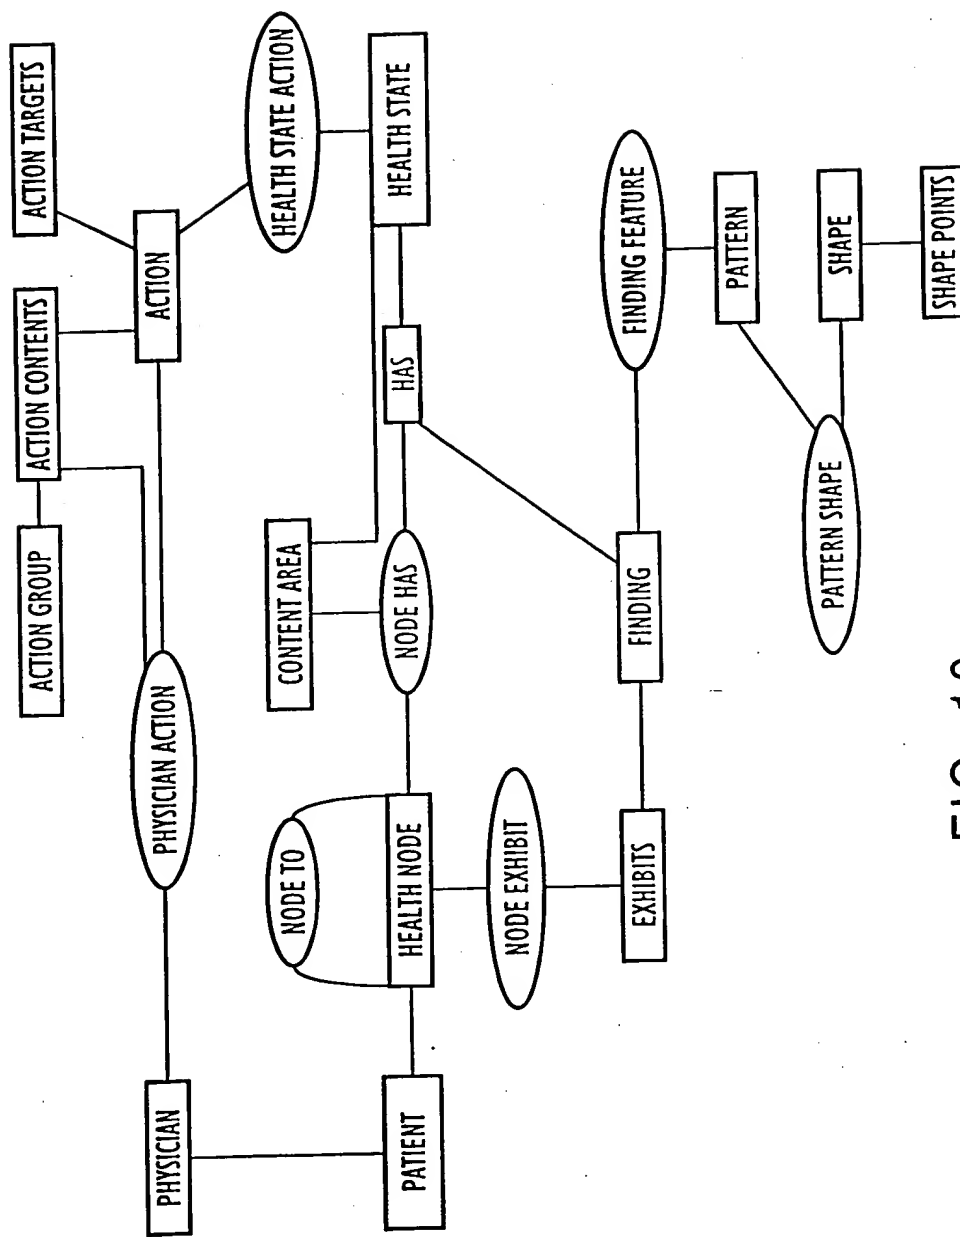 ACTION GROUP
ACTION CONTENTS
ACTION TARGETS
PHYSICIAN
PHYSICIAN ACTION
ACTION
NODE TO
CONTENT AREA
HEALTH STATE ACTION
PATIENT
HEALTH NODE
NODE HAS
HAS
HEALTH STATE
NODE EXHIBIT
EXHIBITS
FINDING
FINDING FEATURE
PATTERN
PATTERN SHAPE
SHAPE
SHAPE POINTS
FIG.